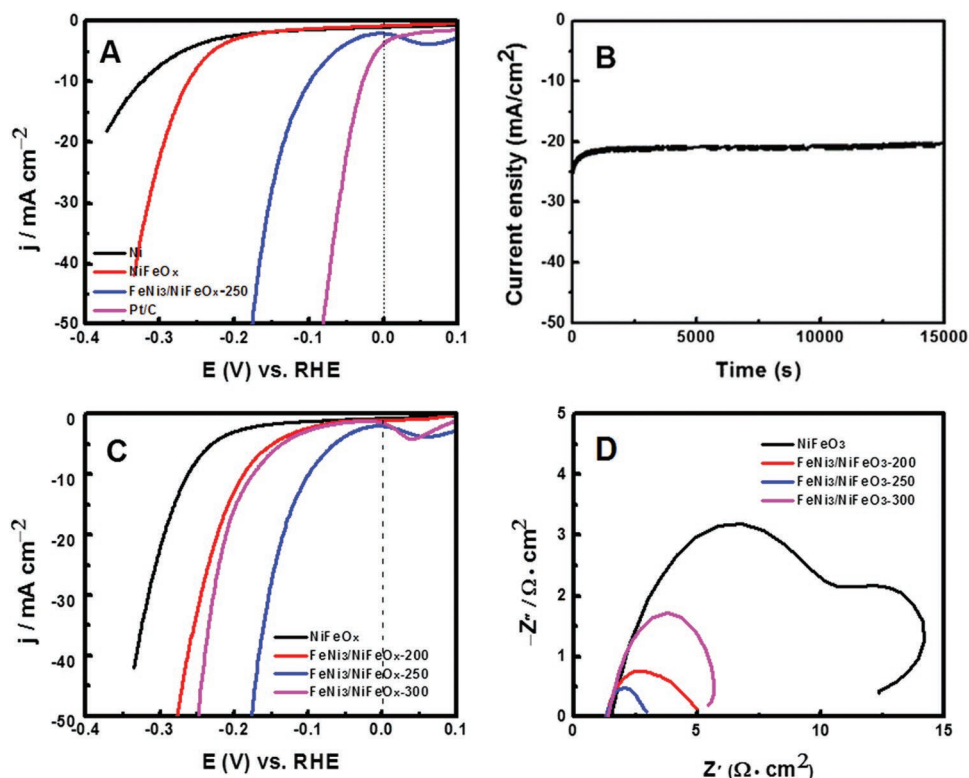 A
0
-10
-20
-30
-40
-50
j / mA cm⁻²
Ni
NiFeOₓ
FeNi₃/NiFeOₓ-250
Pt/C
-0.4 -0.3 -0.2 -0.1 0.0 0.1
E (V) vs. RHE
B
0
-10
-20
-30
-40
-50
Current ensity (mA/cm²)
0 5000 10000 15000
Time (s)
C
0
-10
-20
-30
-40
-50
j / mA cm⁻²
NiFeOₓ
FeNi₃/NiFeOₓ-200
FeNi₃/NiFeOₓ-250
FeNi₃/NiFeOₓ-300
-0.4 -0.3 -0.2 -0.1 0.0 0.1
E (V) vs. RHE
D
5
4
3
2
1
0
-Z″ / Ω · cm²
NiFeO₃
FeNi₃/NiFeO₃-200
FeNi₃/NiFeO₃-250
FeNi₃/NiFeO₃-300
0 5 10 15
Z′ (Ω · cm²)